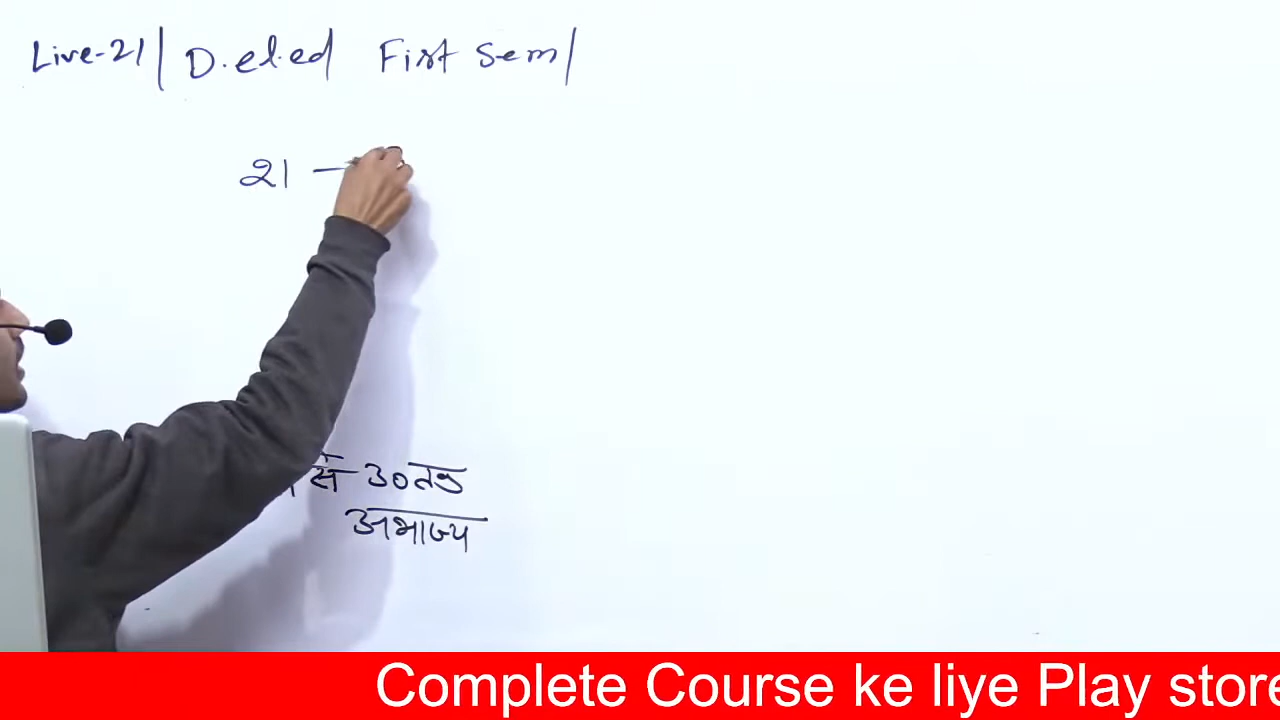 Live-21 | D.el.ed First Sem |
21 —
से 30 तक
अभाज्य
Complete Course ke liye Play store